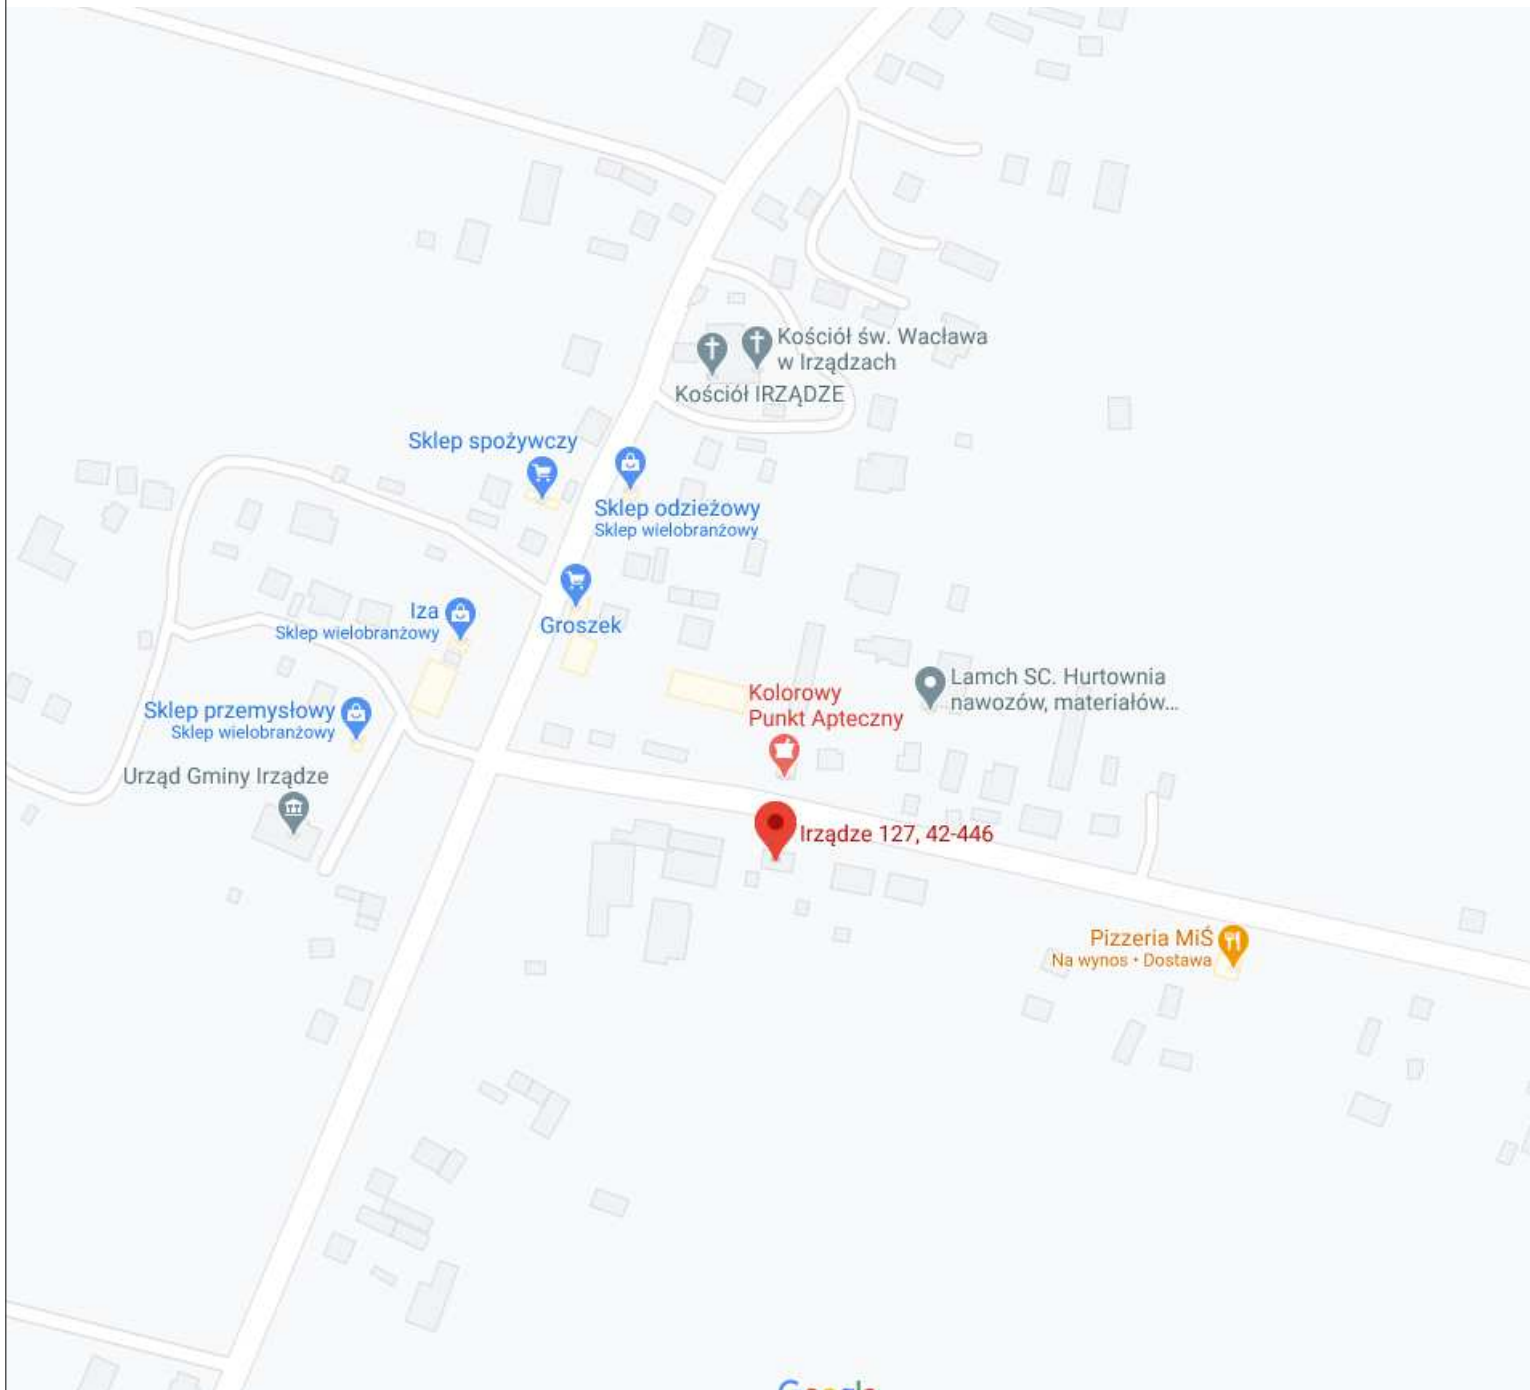 Kościół św. Wacława
w Irządzach
Kościół IRZĄDZE
Sklep spożywczy
Sklep odzieżowy
Sklep wielobranżowy
Iza
Sklep wielobranżowy
Groszek
Lamch SC. Hurtownia
nawozów, materiałów...
Kolorowy
Punkt Apteczny
Sklep przemysłowy
Sklep wielobranżowy
Urząd Gminy Irządze
Irządze 127, 42-446
Pizzeria MiŚ
Na wynos • Dostawa
Google